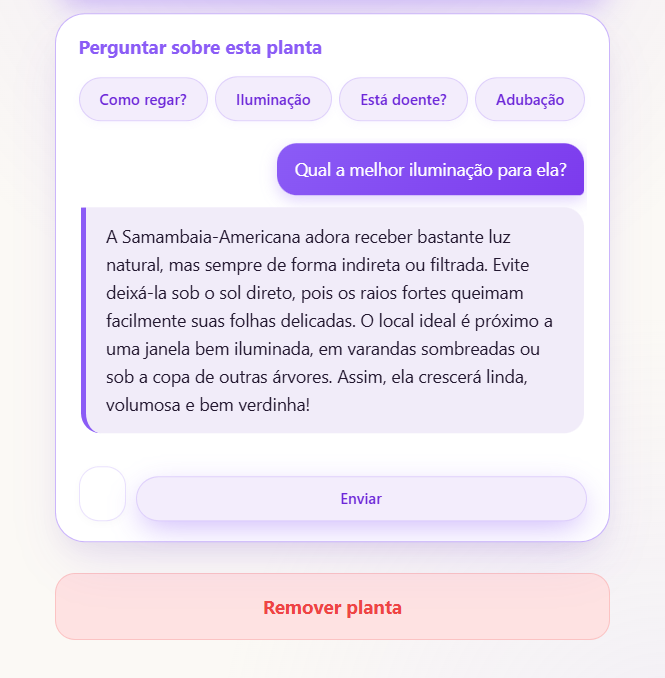 Perguntar sobre esta planta
Como regar?
Iluminação
Está doente?
Adubação
Qual a melhor iluminação para ela?
A Samambaia-Americana adora receber bastante luz
natural, mas sempre de forma indireta ou filtrada. Evite
deixá-la sob o sol direto, pois os raios fortes queimam
facilmente suas folhas delicadas. O local ideal é próximo a
uma janela bem iluminada, em varandas sombreadas ou
sob a copa de outras árvores. Assim, ela crescerá linda,
volumosa e bem verdinha!
Enviar
Remover planta